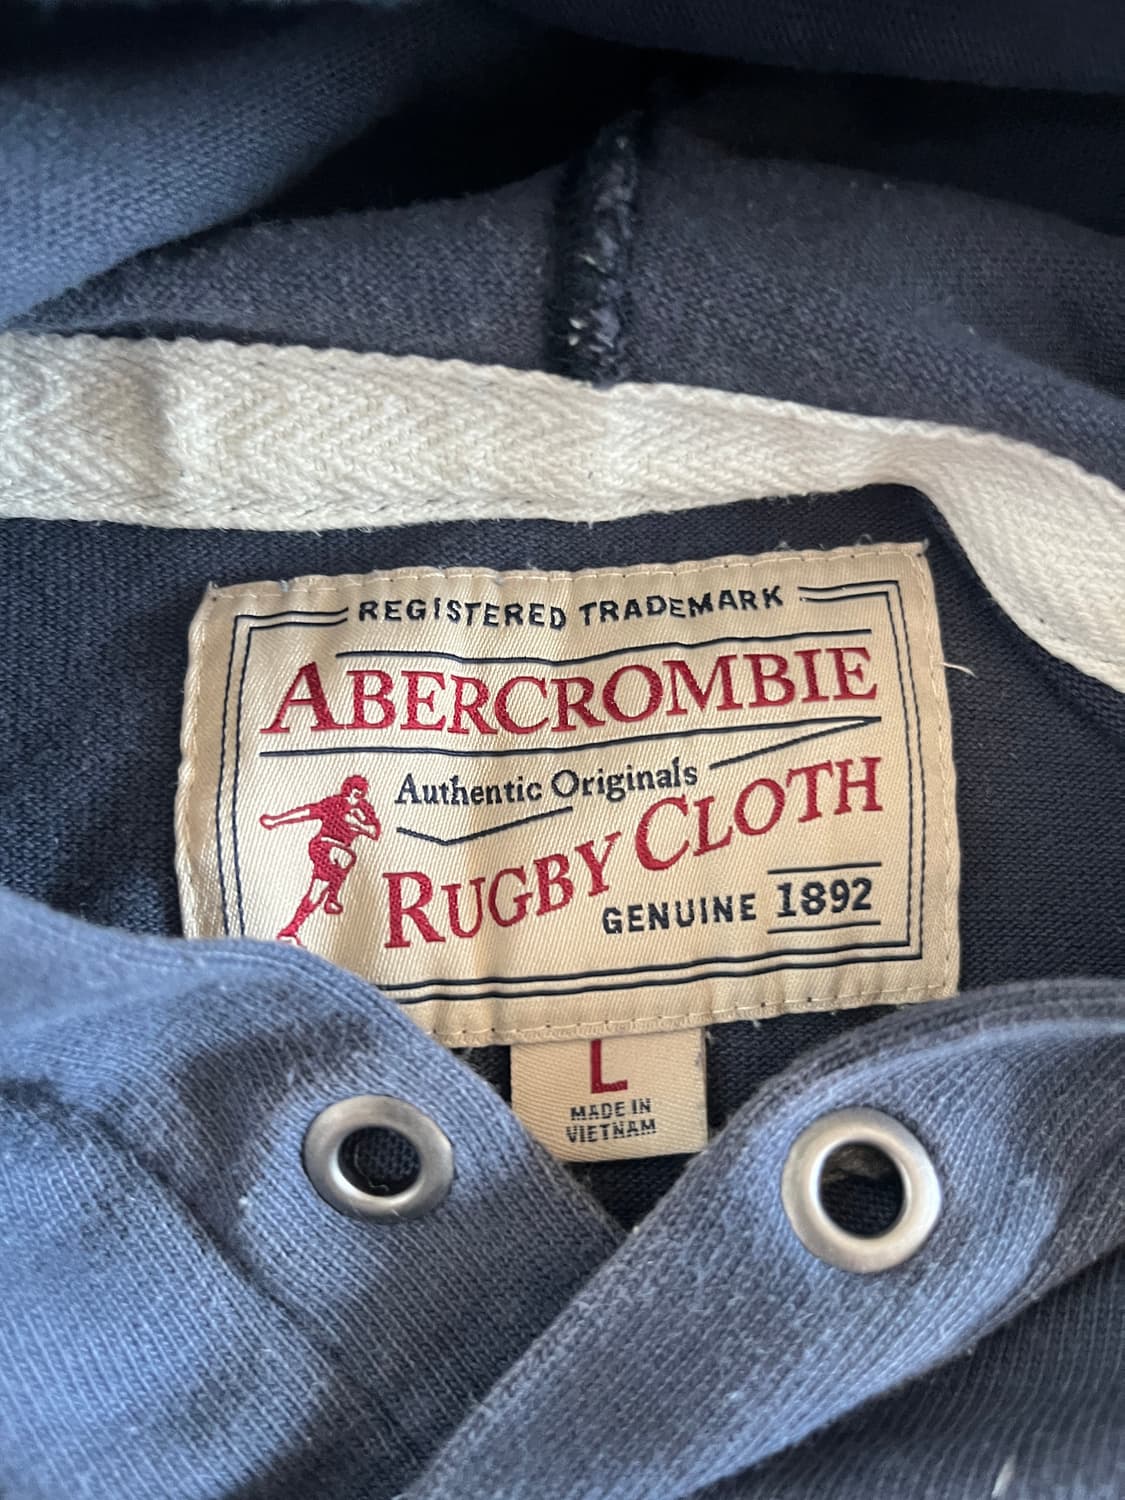 REGISTERED TRADEMARK
ABERCROMBIE
Authentic Originals
RUGBY CLOTH
GENUINE 1892
L
MADE IN
VIETNAM